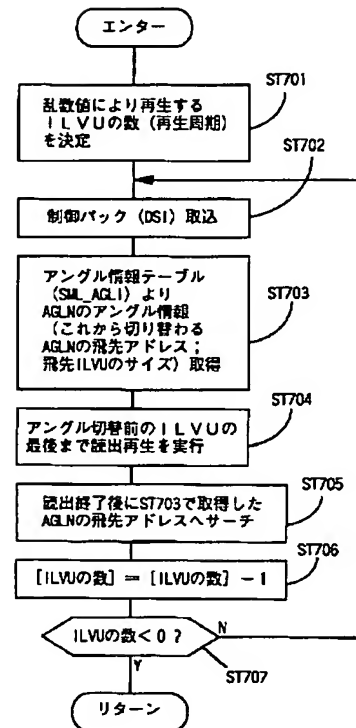 エンター
ST701
乱数値により再生する
ILVUの数（再生周期）
を決定
ST702
制御パック（DSI）取込
アングル情報テーブル
（SML_AGLI）より
AGLNのアングル情報
（これから切り替わる
AGLNの飛先アドレス；
飛先ILVUのサイズ）取得
ST703
ST704
アングル切替前のILVUの
最後まで読出再生を実行
ST705
読出終了後にST703で取得した
AGLNの飛先アドレスへサーチ
ST706
[ILVUの数]＝[ILVUの数]－1
ILVUの数＜0？
N
Y
ST707
リターン